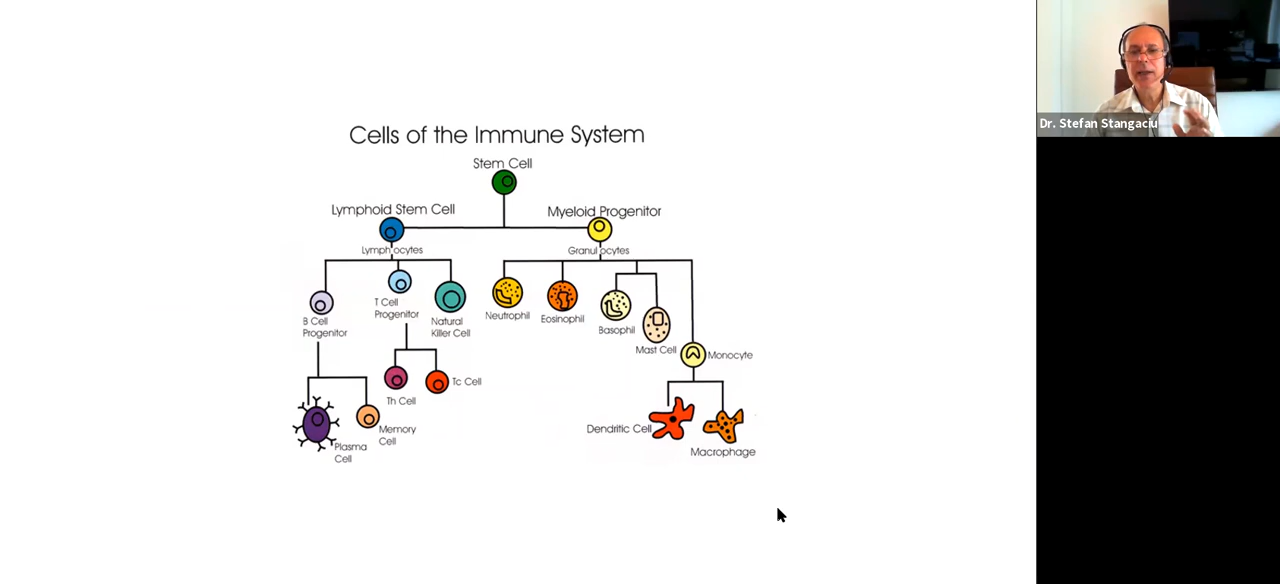 Cells of the Immune System
Stem Cell
Lymphoid Stem Cell
Myeloid Progenitor
Lymphocytes
Granulocytes
B Cell
Progenitor
T Cell
Progenitor
Natural
Killer Cell
Neutrophil
Eosinophil
Basophil
Mast Cell
Monocyte
Th Cell
Tc Cell
Plasma
Cell
Memory
Cell
Dendritic Cell
Macrophage
Dr. Stefan Stangaciu